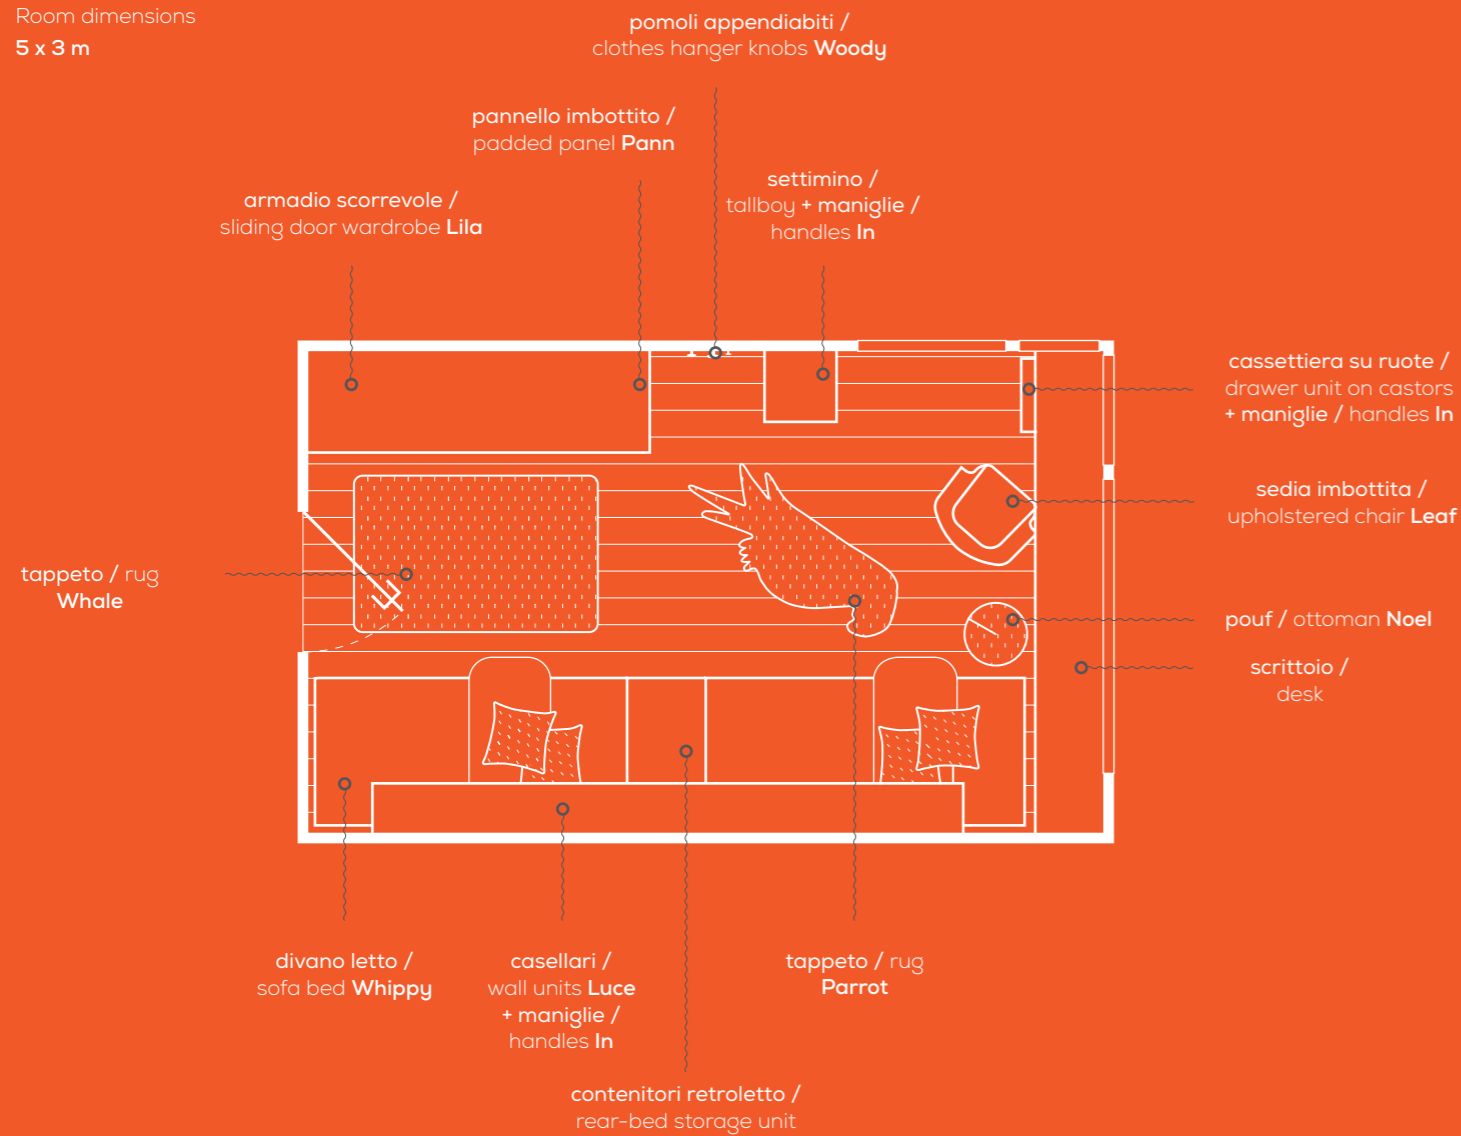 Room dimensions
5 x 3 m
pomoli appendiabiti /
clothes hanger knobs Woody
pannello imbottito /
padded panel Pann
settimino /
tallboy + maniglie /
handles In
armadio scorrevole /
sliding door wardrobe Lila
cassettiera su ruote /
drawer unit on castors
+ maniglie / handles In
sedia imbottita /
upholstered chair Leaf
tappeto / rug
Whale
pouf / ottoman Noel
scrittoio /
desk
divano letto /
sofa bed Whippy
casellari /
wall units Luce
+ maniglie /
handles In
tappeto / rug
Parrot
contenitori retroletto /
rear-bed storage unit